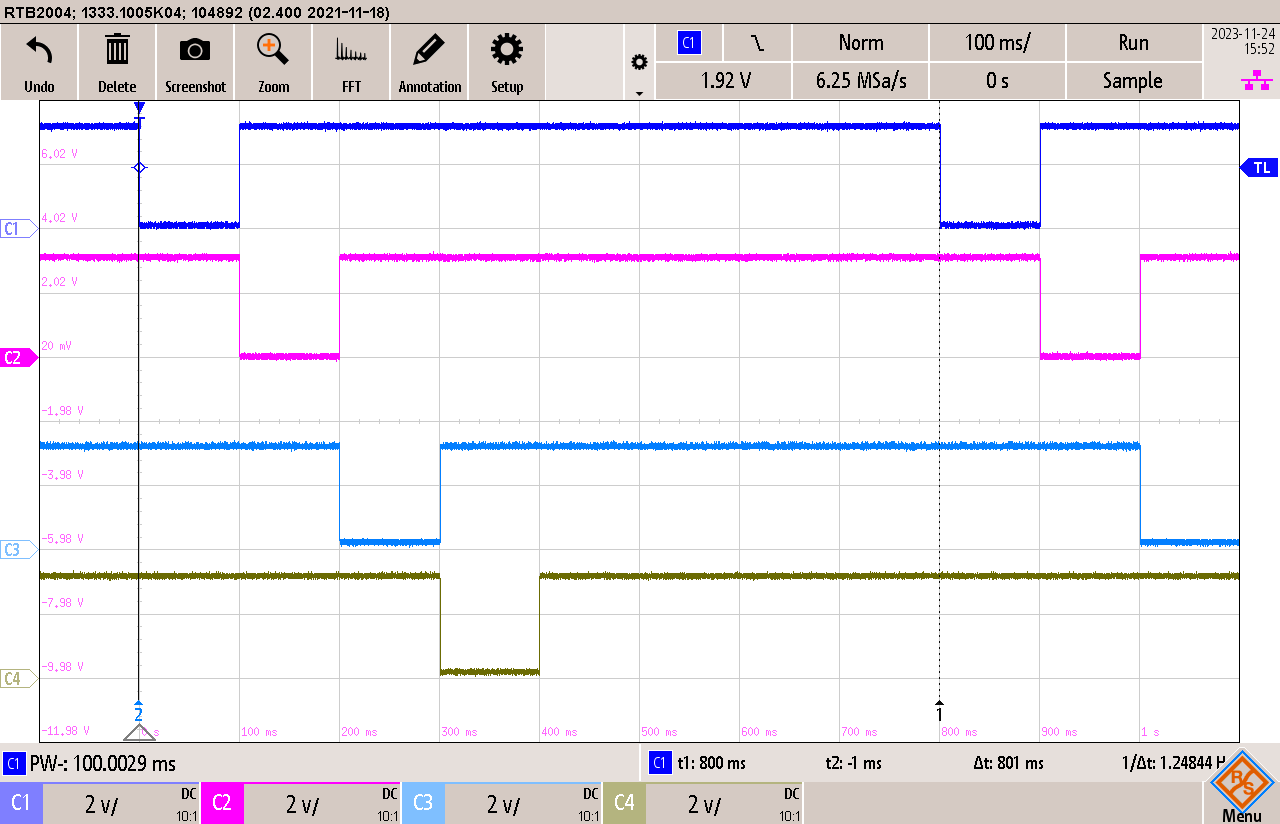 RTB2004; 1333.1005K04; 104892 (02.400 2021-11-18)
Undo Delete Screenshot Zoom FFT Annotation Setup
C1 Norm 100 ms/ Run
1.92 V 6.25 MSa/s 0 s Sample
2023-11-24
15:52
T
6.02 V
TL
4.02 V
C1
2.02 V
20 mV
C2
-1.98 V
-3.98 V
-5.98 V
C3
-7.98 V
-9.98 V
C4
2 1
-11.98 V 0 s 100 ms 200 ms 300 ms 400 ms 500 ms 600 ms 700 ms 800 ms 900 ms 1 s
C1 PW-: 100.0029 ms
C1 t1: 800 ms t2: -1 ms Δt: 801 ms 1/Δt: 1.24844
C1 2 V/ DC 10:1
C2 2 V/ DC 10:1
C3 2 V/ DC 10:1
C4 2 V/ DC 10:1
R S
Menu